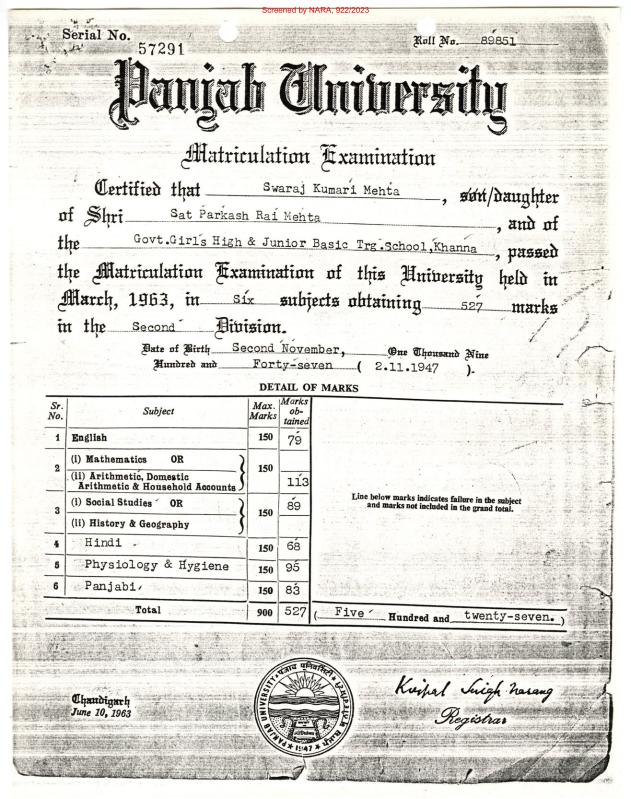 Screened by NARA, 9/22/2023
Serial No. 57291
Roll No. 89851
Panjab University
Matriculation Examination
Certified that Swaraj Kumari Mehta, son/daughter
of Shri Sat Parkash Rai Mehta, and of
the Govt.Girl's High & Junior Basic Trg.School,Khanna, passed
the Matriculation Examination of this University held in
March, 1963, in Six subjects obtaining 527 marks
in the Second Division.
Date of Birth Second November, One Thousand Nine
Hundred and Forty-seven ( 2.11.1947 ).
DETAIL OF MARKS
Sr. No. Subject Max. Marks Marks ob-tained
1 English 150 79
2 (i) Mathematics OR 150
(ii) Arithmetic, Domestic
Arithmetic & Household Accounts 113
3 (i) Social Studies OR 150 89
(ii) History & Geography
4 Hindi 150 68
5 Physiology & Hygiene 150 95
6 Panjabi 150 83
Total 900 527 ( Five Hundred and twenty-seven. )
Line below marks indicates failure in the subject
and marks not included in the grand total.
Chandigarh
June 10, 1963
PANJAB UNIVERSITY
पंजाब युनिवर्सिटी
1947
Kirpal Singh Narang
Registrar